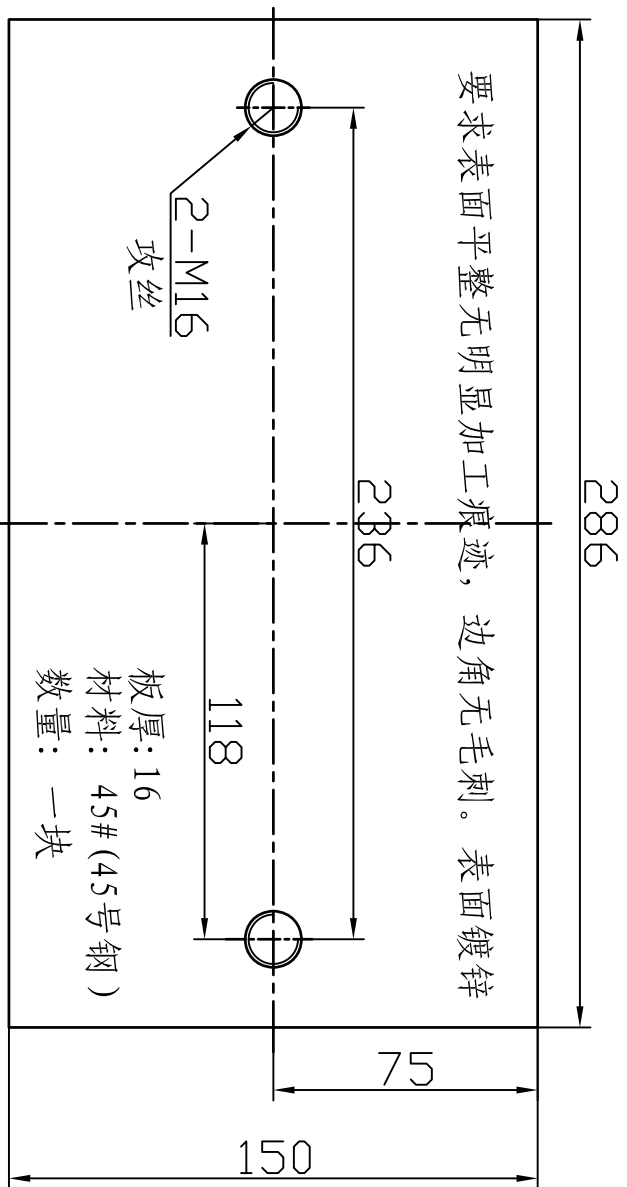 286
要求表面平整无明显加工痕迹，边角无毛刺。表面镀锌
236
75
2-M16
攻丝
118
150
板厚：16
材料：45#(45号钢)
数量：一块